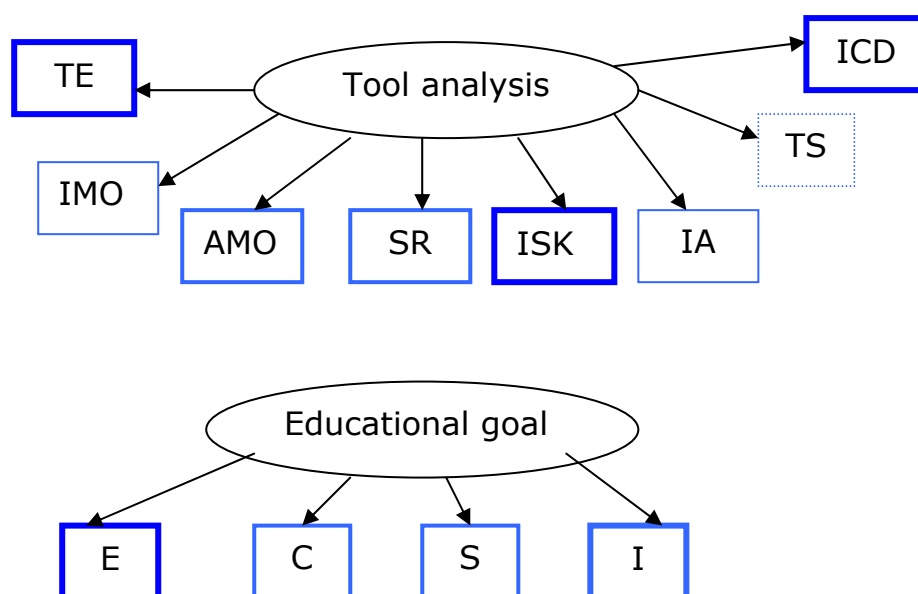 Tool analysis
TE
ICD
TS
IMO
AMO
SR
ISK
IA
Educational goal
E
C
S
I